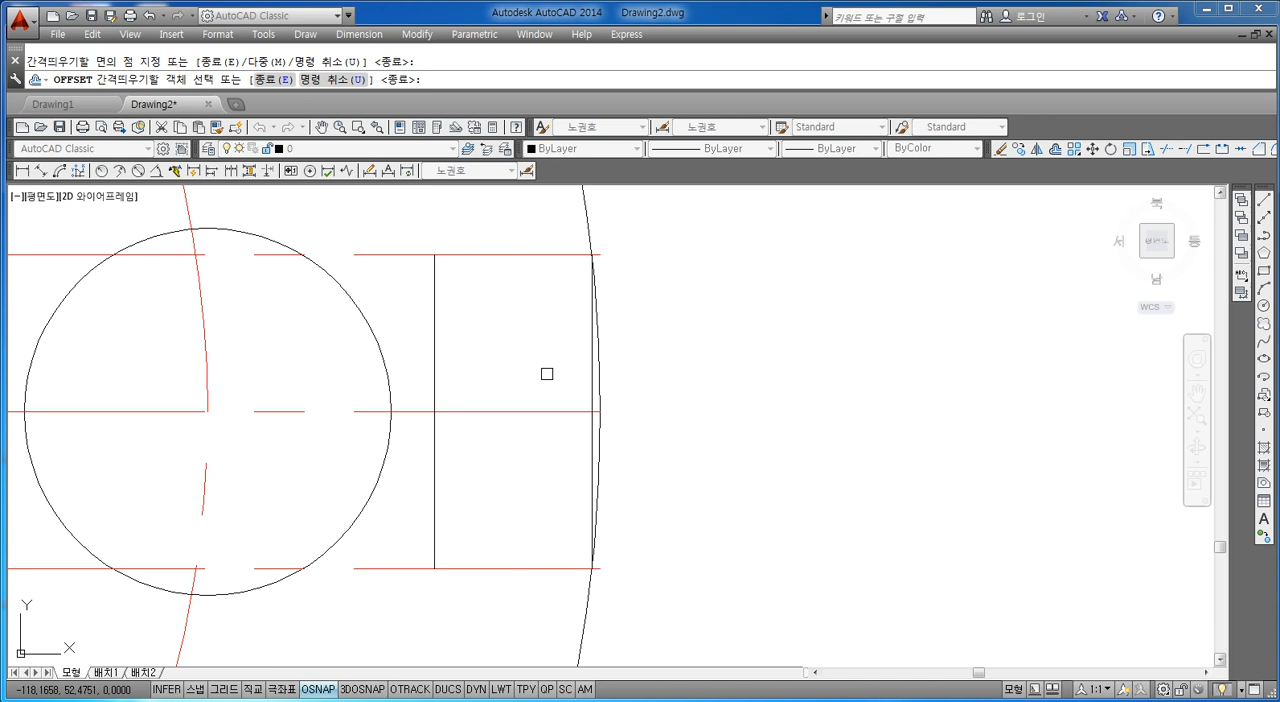 AutoCAD Classic
Autodesk AutoCAD 2014 Drawing2.dwg
키워드 또는 구절 입력
로그인
File Edit View Insert Format Tools Draw Dimension Modify Parametric Window Help Express
간격띄우기할 면의 점 지정 또는 [종료(E)/다중(M)/명령 취소(U)] <종료>:
OFFSET 간격띄우기할 객체 선택 또는 [종료(E) 명령 취소(U)] <종료>:
Drawing1 Drawing2*
노권호 노권호 Standard Standard
AutoCAD Classic 0 ByLayer ByLayer ByLayer ByColor
노권호
[−][평면도][2D 와이어프레임]
북
서 평면도 동
남
WCS
A
Y
X
모형 배치1 배치2
-118,1658, 52,4751, 0,0000 INFER 스냅 그리드 직교 극좌표 OSNAP 3DOSNAP OTRACK DUCS DYN LWT TPY QP SC AM 모형 1:1